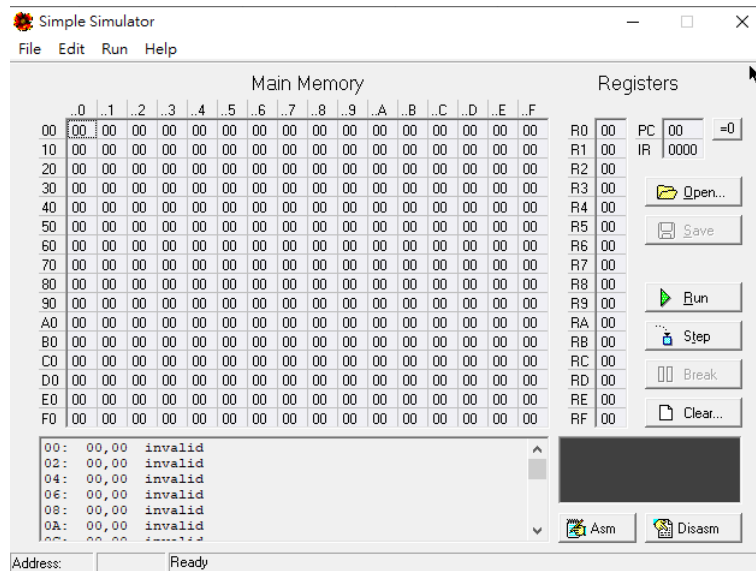 Simple Simulator
File Edit Run Help
Main Memory
Registers
..0 ..1 ..2 ..3 ..4 ..5 ..6 ..7 ..8 ..9 ..A ..B ..C ..D ..E ..F
00 00 00 00 00 00 00 00 00 00 00 00 00 00 00 00 00 R0 00 PC 00 =0
10 00 00 00 00 00 00 00 00 00 00 00 00 00 00 00 00 R1 00 IR 0000
20 00 00 00 00 00 00 00 00 00 00 00 00 00 00 00 00 R2 00
30 00 00 00 00 00 00 00 00 00 00 00 00 00 00 00 00 R3 00 Open...
40 00 00 00 00 00 00 00 00 00 00 00 00 00 00 00 00 R4 00
50 00 00 00 00 00 00 00 00 00 00 00 00 00 00 00 00 R5 00 Save
60 00 00 00 00 00 00 00 00 00 00 00 00 00 00 00 00 R6 00
70 00 00 00 00 00 00 00 00 00 00 00 00 00 00 00 00 R7 00
80 00 00 00 00 00 00 00 00 00 00 00 00 00 00 00 00 R8 00
90 00 00 00 00 00 00 00 00 00 00 00 00 00 00 00 00 R9 00 Run
A0 00 00 00 00 00 00 00 00 00 00 00 00 00 00 00 00 RA 00
B0 00 00 00 00 00 00 00 00 00 00 00 00 00 00 00 00 RB 00 Step
C0 00 00 00 00 00 00 00 00 00 00 00 00 00 00 00 00 RC 00
D0 00 00 00 00 00 00 00 00 00 00 00 00 00 00 00 00 RD 00 Break
E0 00 00 00 00 00 00 00 00 00 00 00 00 00 00 00 00 RE 00
F0 00 00 00 00 00 00 00 00 00 00 00 00 00 00 00 00 RF 00 Clear...
00: 00,00 invalid
02: 00,00 invalid
04: 00,00 invalid
06: 00,00 invalid
08: 00,00 invalid
0A: 00,00 invalid
Asm Disasm
Address: Ready